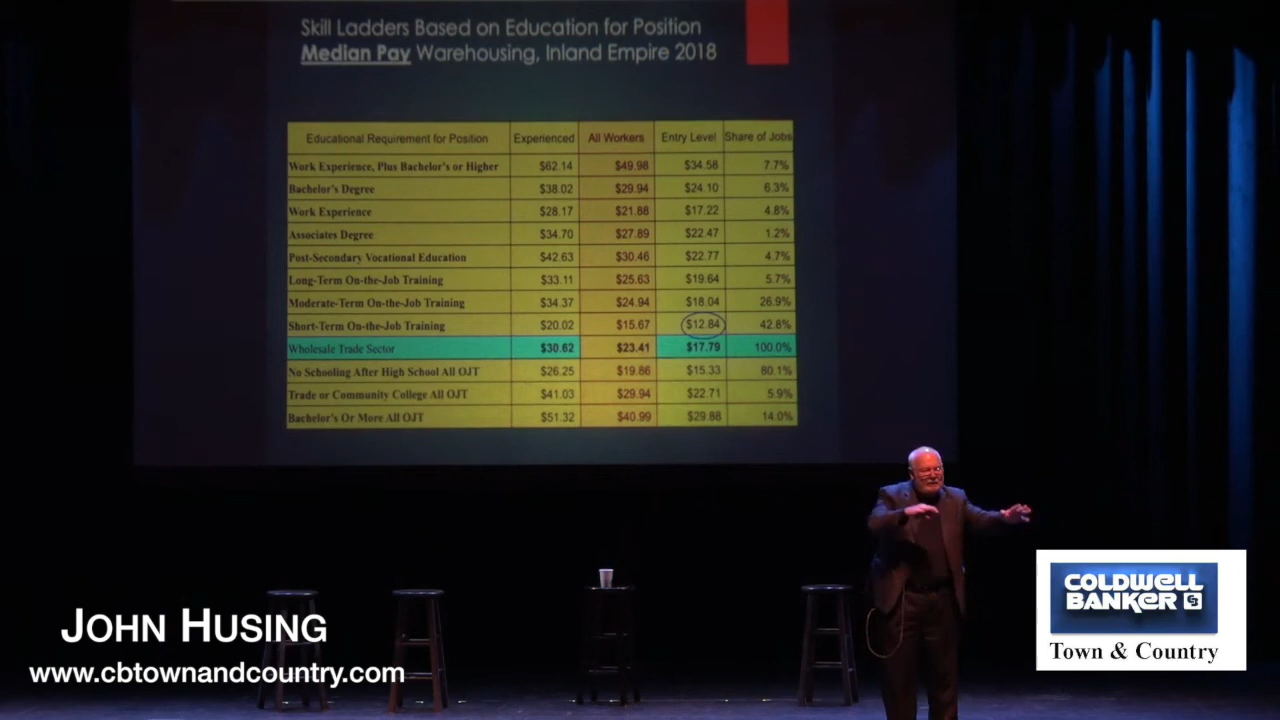 Skill Ladders Based on Education for Position
Median Pay Warehousing, Inland Empire 2018
Educational Requirement for Position Experienced All Workers Entry Level Share of Jobs
Work Experience, Plus Bachelor's or Higher $62.14 $49.98 $34.58 7.7%
Bachelor's Degree $38.02 $29.94 $24.10 6.3%
Work Experience $28.17 $21.88 $17.22 4.8%
Associates Degree $34.70 $27.89 $22.47 1.2%
Post-Secondary Vocational Education $42.63 $30.46 $22.77 4.7%
Long-Term On-the-Job Training $33.11 $25.63 $19.64 5.7%
Moderate-Term On-the-Job Training $34.37 $24.94 $18.04 26.9%
Short-Term On-the-Job Training $20.02 $15.67 $12.84 42.8%
Wholesale Trade Sector $30.62 $23.41 $17.79 100.0%
No Schooling After High School All OJT $26.25 $19.86 $15.33 80.1%
Trade or Community College All OJT $41.03 $29.94 $22.71 5.9%
Bachelor's Or More All OJT $51.32 $40.99 $29.88 14.0%
JOHN HUSING
www.cbtownandcountry.com
COLDWELL
BANKER CB
Town & Country